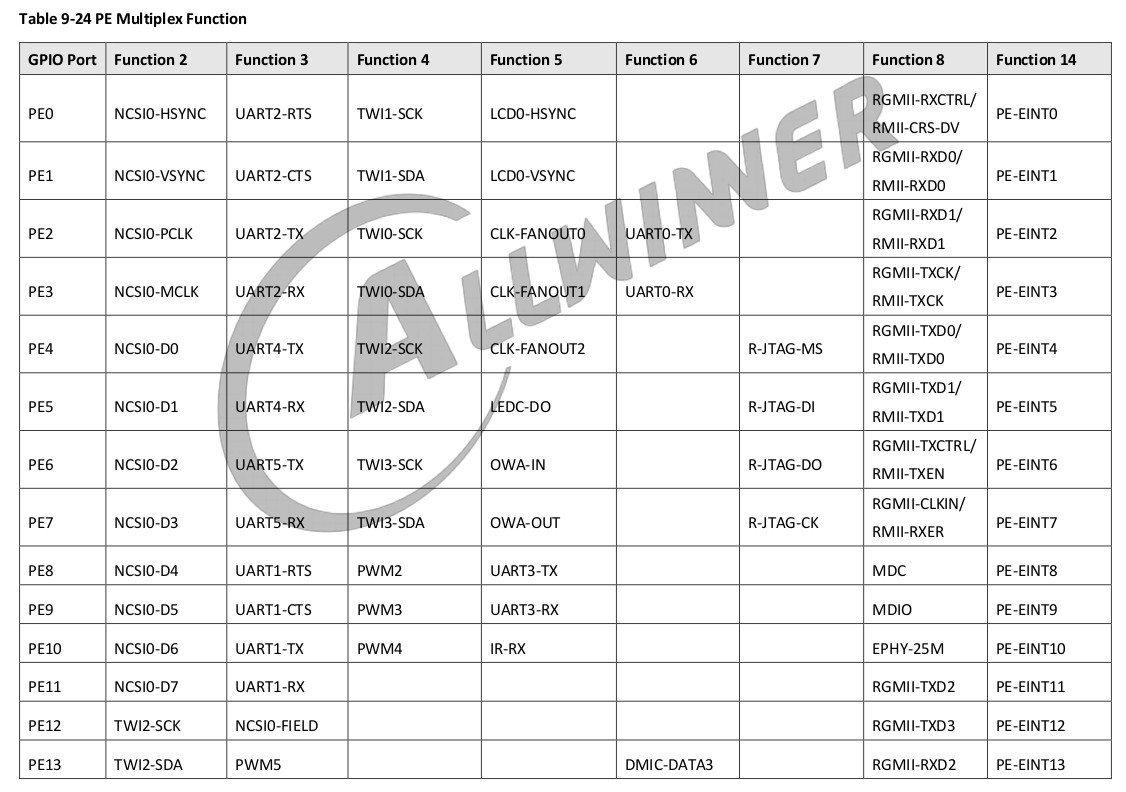 Table 9-24 PE Multiplex Function
GPIO Port Function 2 Function 3 Function 4 Function 5 Function 6 Function 7 Function 8 Function 14
PE0 NCSI0-HSYNC UART2-RTS TWI1-SCK LCD0-HSYNC RGMII-RXCTRL/ PE-EINT0
RMII-CRS-DV
PE1 NCSI0-VSYNC UART2-CTS TWI1-SDA LCD0-VSYNC RGMII-RXD0/ PE-EINT1
RMII-RXD0
PE2 NCSI0-PCLK UART2-TX TWI0-SCK CLK-FANOUT0 UART0-TX RGMII-RXD1/ PE-EINT2
RMII-RXD1
PE3 NCSI0-MCLK UART2-RX TWI0-SDA CLK-FANOUT1 UART0-RX RGMII-TXCK/ PE-EINT3
RMII-TXCK
PE4 NCSI0-D0 UART4-TX TWI2-SCK CLK-FANOUT2 R-JTAG-MS RGMII-TXD0/ PE-EINT4
RMII-TXD0
PE5 NCSI0-D1 UART4-RX TWI2-SDA LEDC-DO R-JTAG-DI RGMII-TXD1/ PE-EINT5
RMII-TXD1
PE6 NCSI0-D2 UART5-TX TWI3-SCK OWA-IN R-JTAG-DO RGMII-TXCTRL/ PE-EINT6
RMII-TXEN
PE7 NCSI0-D3 UART5-RX TWI3-SDA OWA-OUT R-JTAG-CK RGMII-CLKIN/ PE-EINT7
RMII-RXER
PE8 NCSI0-D4 UART1-RTS PWM2 UART3-TX MDC PE-EINT8
PE9 NCSI0-D5 UART1-CTS PWM3 UART3-RX MDIO PE-EINT9
PE10 NCSI0-D6 UART1-TX PWM4 IR-RX EPHY-25M PE-EINT10
PE11 NCSI0-D7 UART1-RX RGMII-TXD2 PE-EINT11
PE12 TWI2-SCK NCSI0-FIELD RGMII-TXD3 PE-EINT12
PE13 TWI2-SDA PWM5 DMIC-DATA3 RGMII-RXD2 PE-EINT13
ALLWINNER